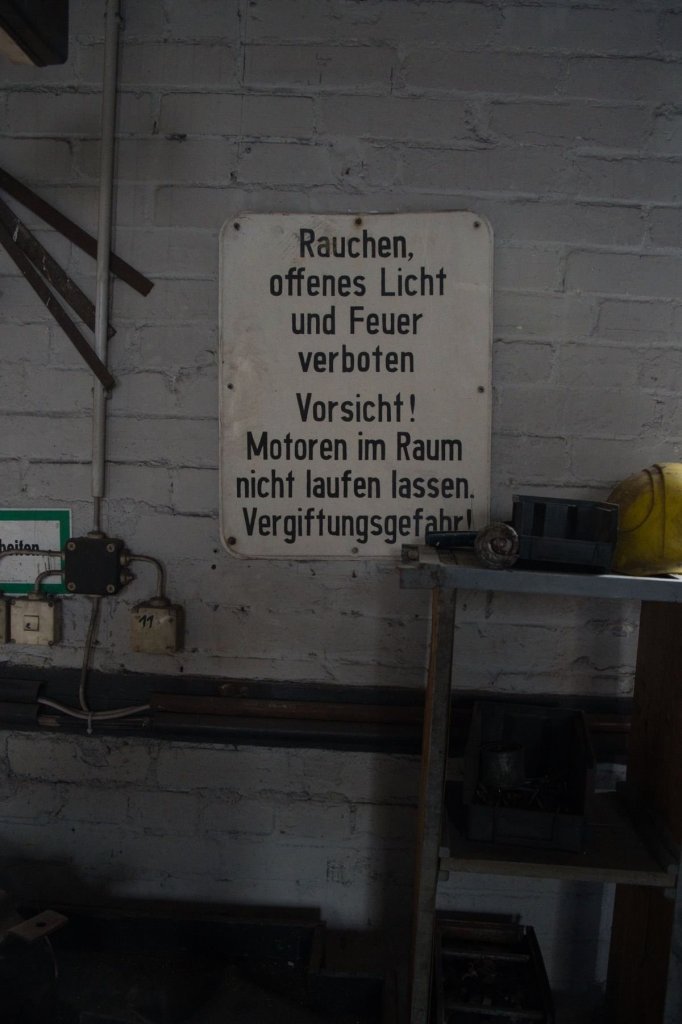 Rauchen,
offenes Licht
und Feuer
verboten
Vorsicht!
Motoren im Raum
nicht laufen lassen.
Vergiftungsgefahr!
11